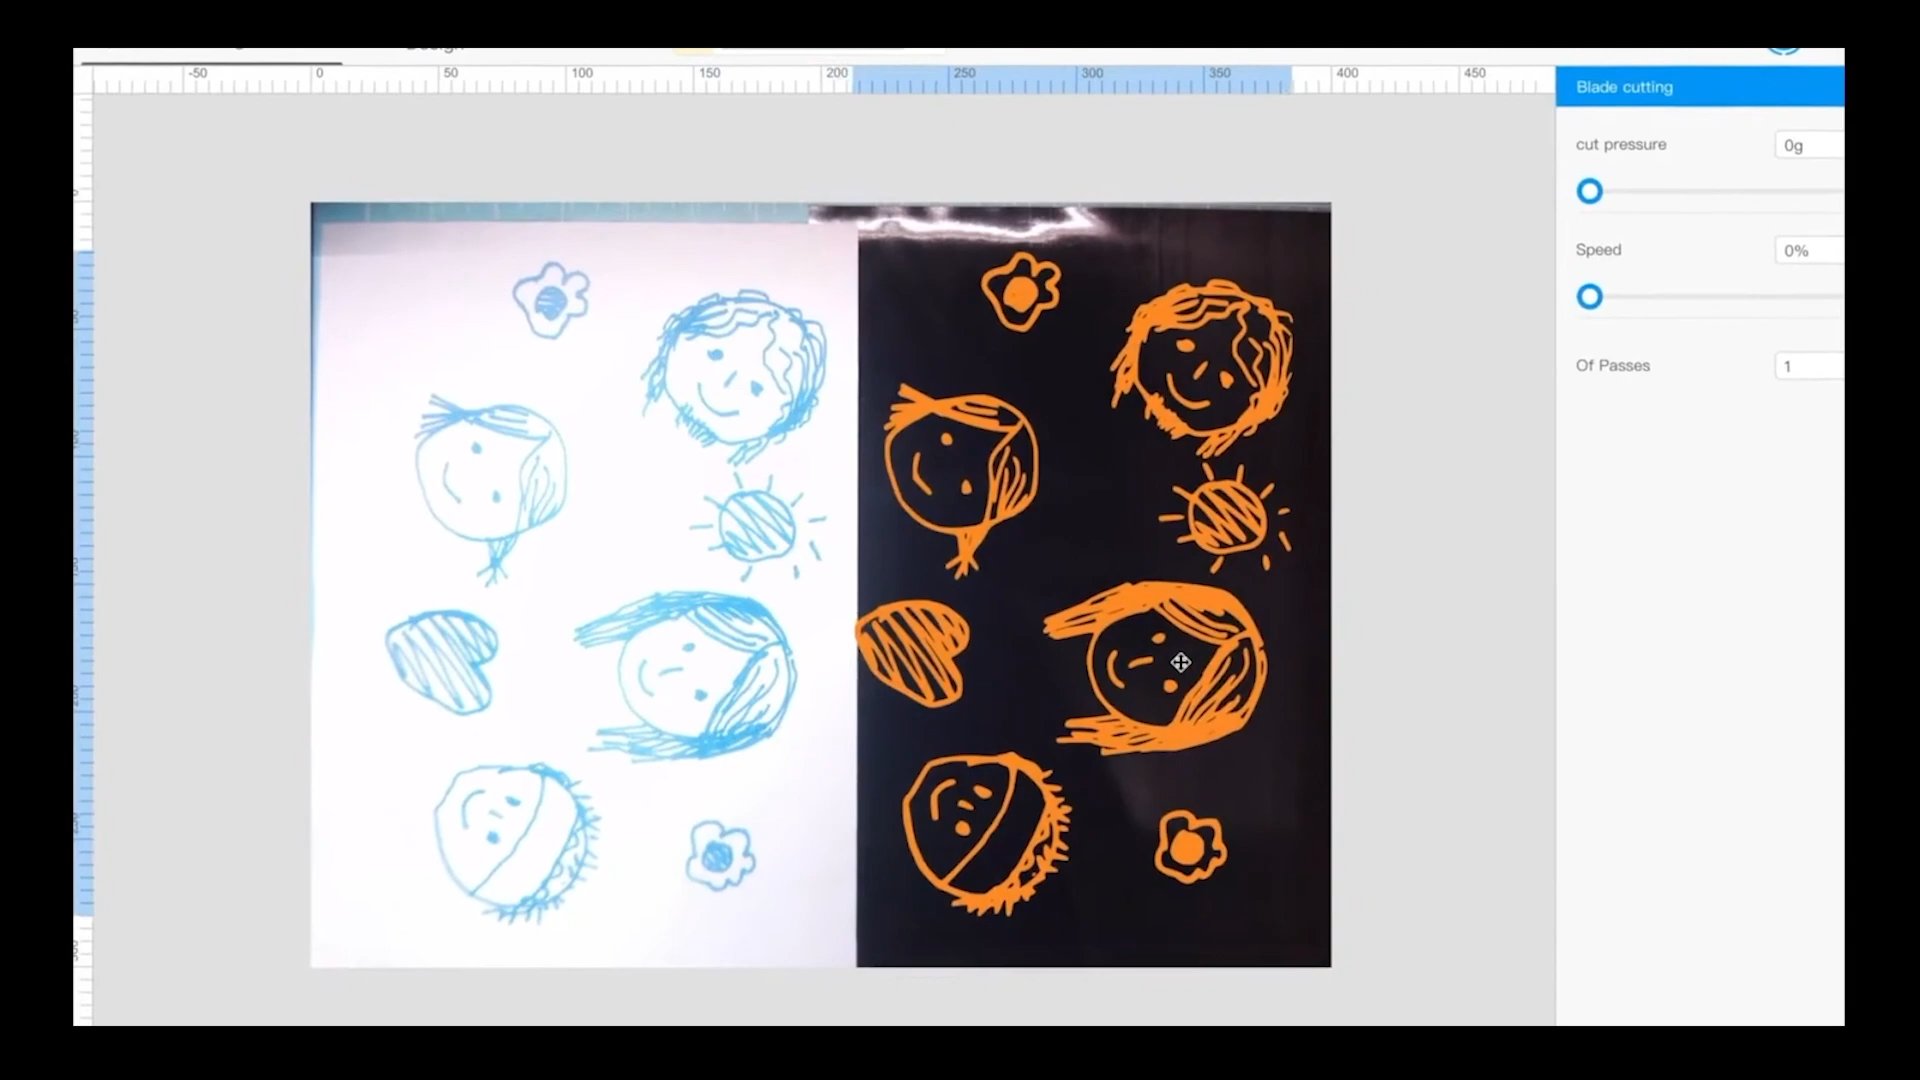 Design
-50 0 50 100 150 200 250 300 350 400 450
Blade cutting
cut pressure 0g
Speed 0%
Of Passes 1